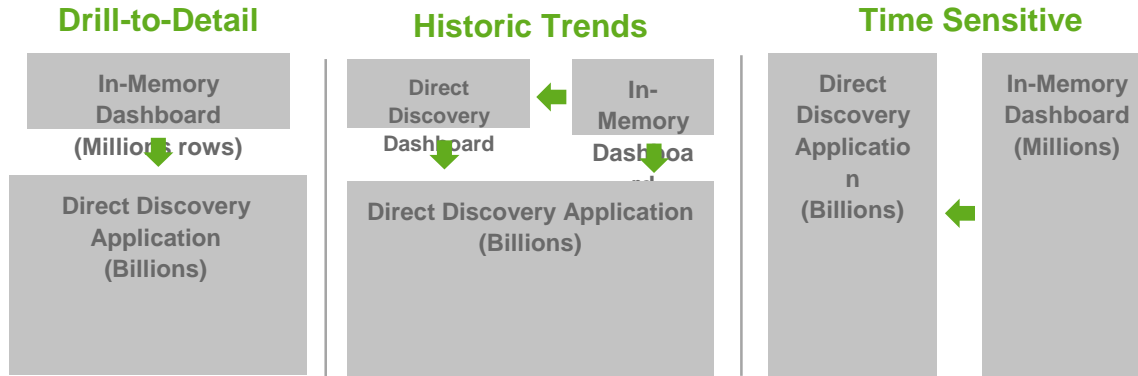 Drill-to-Detail
In-Memory
Dashboard
(Millions rows)
Direct Discovery
Application
(Billions)
Historic Trends
Direct
Discovery
Dashboard
In-
Memory
Dashboa
Direct Discovery Application
(Billions)
Time Sensitive
Direct
Discovery
Applicatio
n
(Billions)
In-Memory
Dashboard
(Millions)